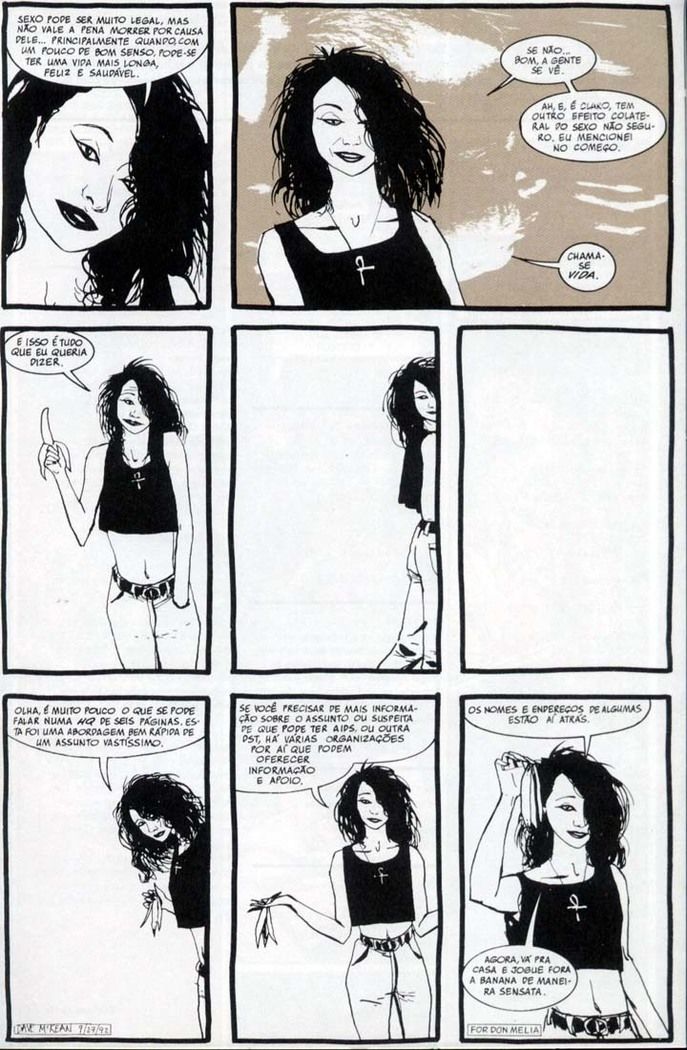 SEXO PODE SER MUITO LEGAL, MAS
NÃO VALE A PENA MORRER POR CAUSA
DELE... PRINCIPALMENTE QUANDO, COM
UM POUCO DE BOM SENSO, PODE-SE
TER UMA VIDA MAIS LONGA,
FELIZ E SAUDÁVEL.
SE NÃO...
BOM, A GENTE
SE VÊ.
AH, E, É CLARO, TEM
OUTRO EFEITO COLATE-
RAL DO SEXO NÃO SEGU-
RO, EU MENCIONEI
NO COMEÇO.
CHAMA-
SE
VIDA.
E ISSO É TUDO
QUE EU QUERIA
DIZER.
OLHA, É MUITO POUCO O QUE SE PODE
FALAR NUMA HQ DE SEIS PÁGINAS. ES-
TA FOI UMA ABORDAGEM BEM RÁPIDA DE
UM ASSUNTO VASTÍSSIMO.
SE VOCÊ PRECISAR DE MAIS INFORMA-
ÇÃO SOBRE O ASSUNTO OU SUSPEITA
DE QUE PODE TER AIDS, OU OUTRA
DST, HÁ VÁRIAS ORGANIZAÇÕES
POR AÍ QUE PODEM
OFERECER
INFORMAÇÃO
E APOIO.
OS NOMES E ENDEREÇOS DE ALGUMAS
ESTÃO AÍ ATRÁS.
AGORA, VÁ PRA
CASA E JOGUE FORA
A BANANA DE MANEI-
RA SENSATA.
DAVE McKEAN 9/27/92
FOR DON MELIA